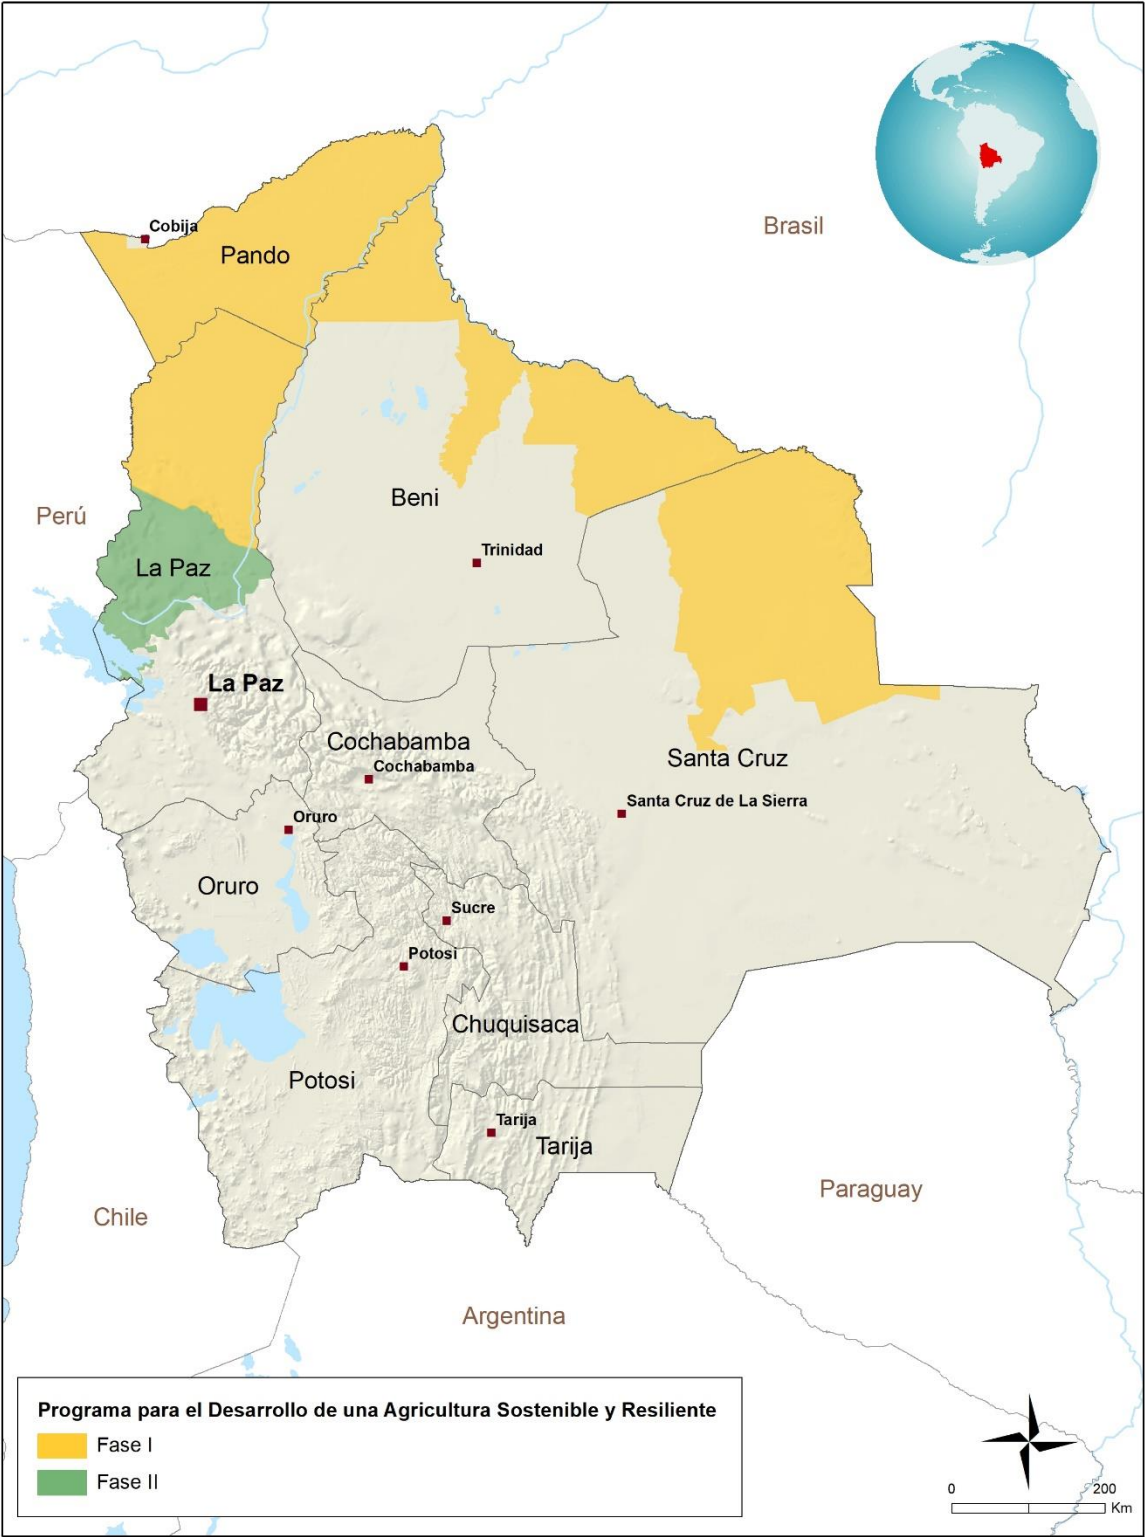 Cobija
Pando
Brasil
Beni
Perú
Trinidad
La Paz
La Paz
Cochabamba
Cochabamba
Santa Cruz
Santa Cruz de La Sierra
Oruro
Oruro
Sucre
Potosi
Chuquisaca
Potosi
Tarija
Tarija
Paraguay
Chile
Argentina
Programa para el Desarrollo de una Agricultura Sostenible y Resiliente
Fase I
Fase II
0 200
Km